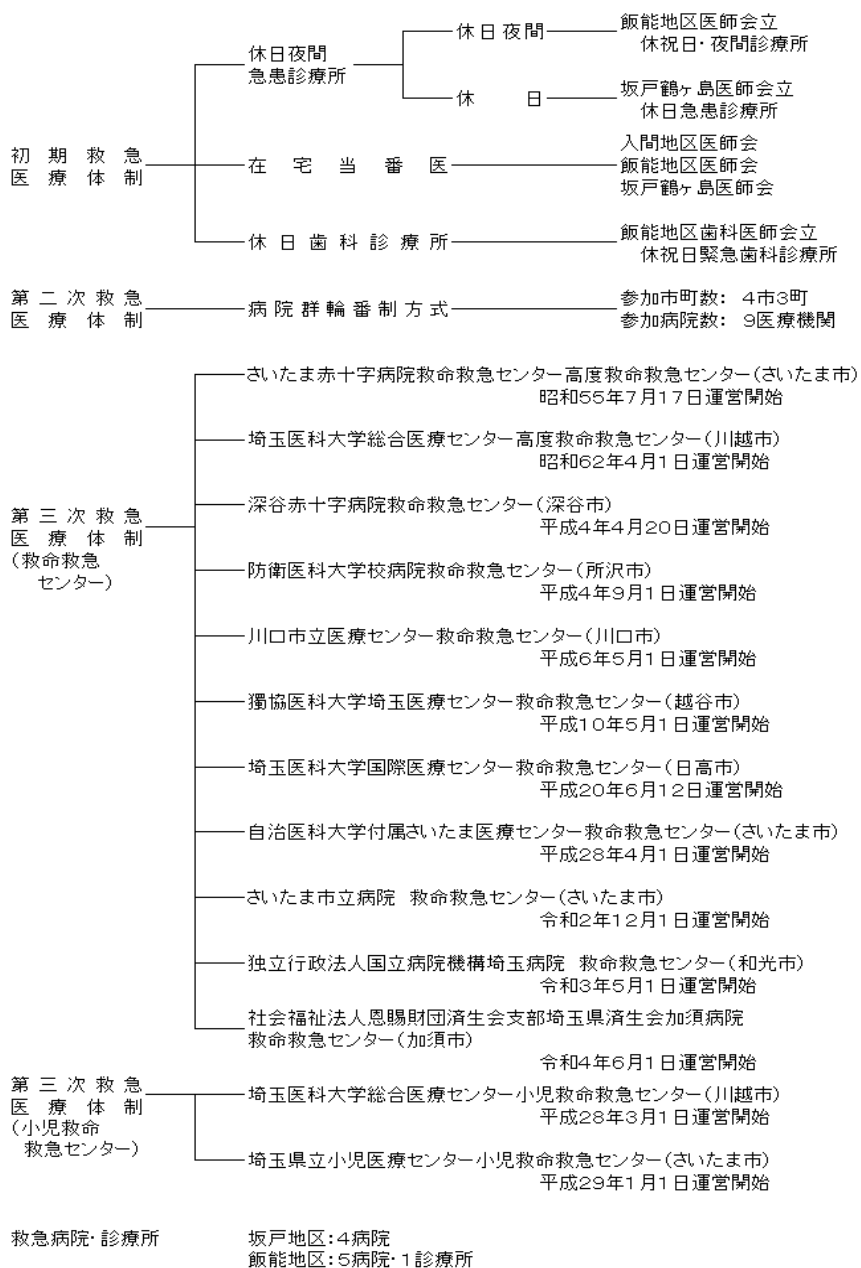 初期救急
医療体制
休日夜間
急患診療所
休日夜間
飯能地区医師会立
休祝日・夜間診療所
休　日
坂戸鶴ヶ島医師会立
休日急患診療所
在宅当番医
入間地区医師会
飯能地区医師会
坂戸鶴ヶ島医師会
休日歯科診療所
飯能地区歯科医師会立
休祝日緊急歯科診療所
第二次救急
医療体制
病院群輪番制方式
参加市町数：　4市3町
参加病院数：　9医療機関
第三次救急
医療体制
（救命救急
センター）
さいたま赤十字病院救命救急センター高度救命救急センター（さいたま市）
昭和55年7月17日運営開始
埼玉医科大学総合医療センター高度救命救急センター（川越市）
昭和62年4月1日運営開始
深谷赤十字病院救命救急センター（深谷市）
平成4年4月20日運営開始
防衛医科大学校病院救命救急センター（所沢市）
平成4年9月1日運営開始
川口市立医療センター救命救急センター（川口市）
平成6年5月1日運営開始
獨協医科大学埼玉医療センター救命救急センター（越谷市）
平成10年5月1日運営開始
埼玉医科大学国際医療センター救命救急センター（日高市）
平成20年6月12日運営開始
自治医科大学付属さいたま医療センター救命救急センター（さいたま市）
平成28年4月1日運営開始
さいたま市立病院　救命救急センター（さいたま市）
令和2年12月1日運営開始
独立行政法人国立病院機構埼玉病院　救命救急センター（和光市）
令和3年5月1日運営開始
社会福祉法人恩賜財団済生会支部埼玉県済生会加須病院
救命救急センター（加須市）
令和4年6月1日運営開始
第三次救急
医療体制
（小児救命
救急センター）
埼玉医科大学総合医療センター小児救命救急センター（川越市）
平成28年3月1日運営開始
埼玉県立小児医療センター小児救命救急センター（さいたま市）
平成29年1月1日運営開始
救急病院・診療所
坂戸地区：4病院
飯能地区：5病院・1診療所